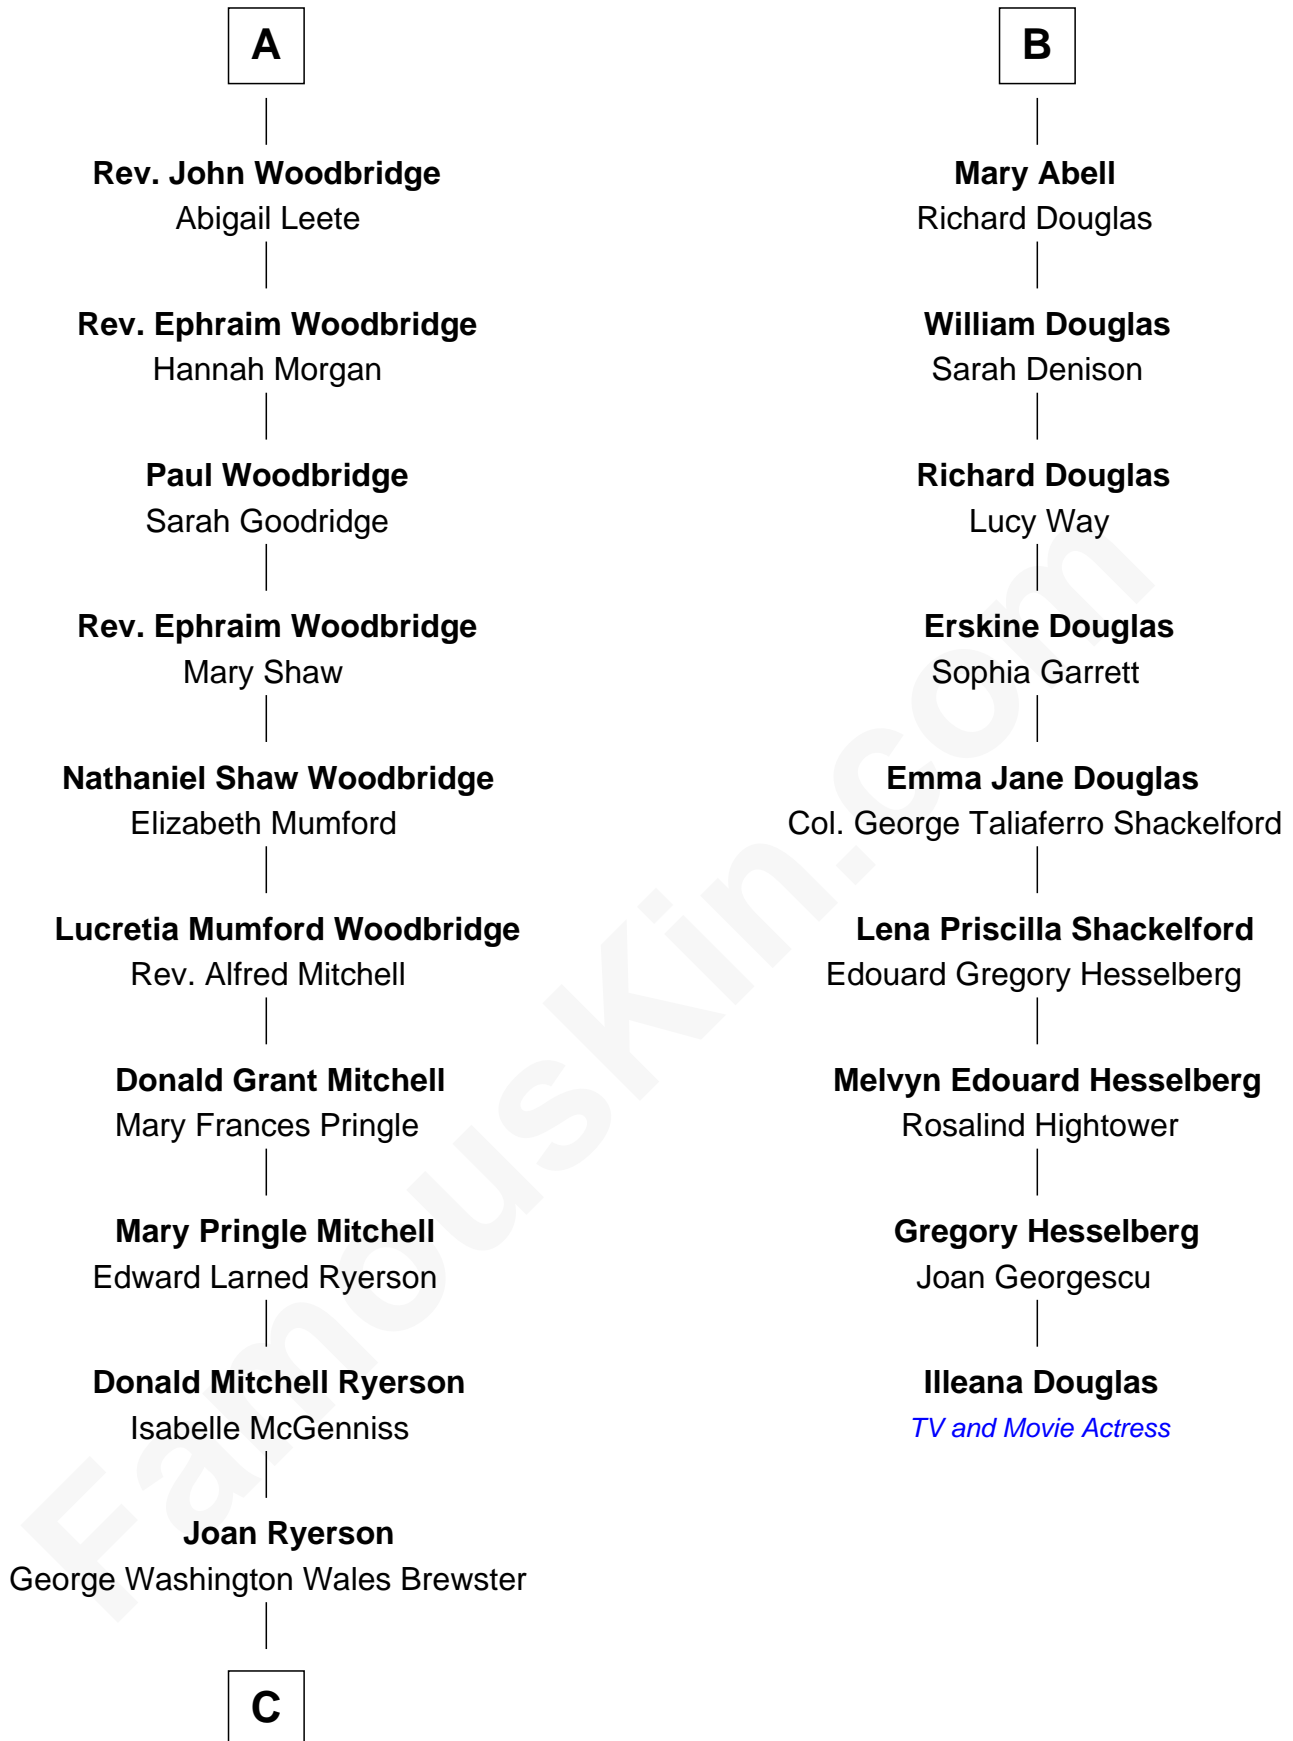 A
Rev. John Woodbridge
Abigail Leete
Rev. Ephraim Woodbridge
Hannah Morgan
Paul Woodbridge
Sarah Goodridge
Rev. Ephraim Woodbridge
Mary Shaw
Nathaniel Shaw Woodbridge
Elizabeth Mumford
Lucretia Mumford Woodbridge
Rev. Alfred Mitchell
Donald Grant Mitchell
Mary Frances Pringle
Mary Pringle Mitchell
Edward Larned Ryerson
Donald Mitchell Ryerson
Isabelle McGenniss
Joan Ryerson
George Washington Wales Brewster
C
B
Mary Abell
Richard Douglas
William Douglas
Sarah Denison
Richard Douglas
Lucy Way
Erskine Douglas
Sophia Garrett
Emma Jane Douglas
Col. George Taliaferro Shackelford
Lena Priscilla Shackelford
Edouard Gregory Hesselberg
Melvyn Edouard Hesselberg
Rosalind Hightower
Gregory Hesselberg
Joan Georgescu
Illeana Douglas
TV and Movie Actress
FamousKin.com